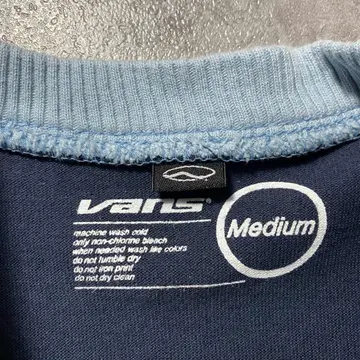 Vans
machine wash cold
only non-chlorine bleach
when needed wash like colors
do not tumble dry
do not iron print
do not dry clean
Medium